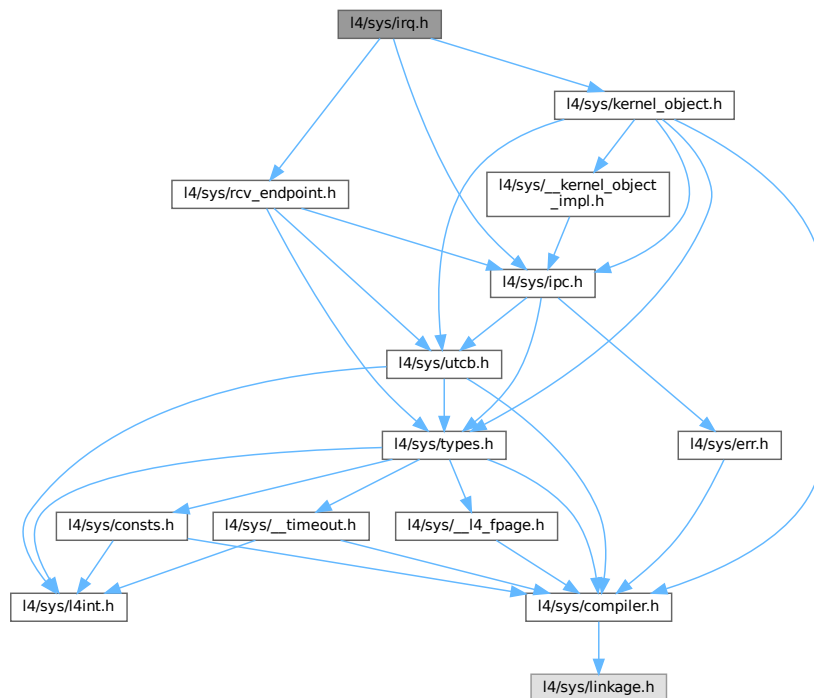 l4/sys/irq.h
l4/sys/kernel_object.h
l4/sys/rcv_endpoint.h
l4/sys/__kernel_object
_impl.h
l4/sys/ipc.h
l4/sys/utcb.h
l4/sys/types.h
l4/sys/err.h
l4/sys/consts.h
l4/sys/__timeout.h
l4/sys/__l4_fpage.h
l4/sys/l4int.h
l4/sys/compiler.h
l4/sys/linkage.h